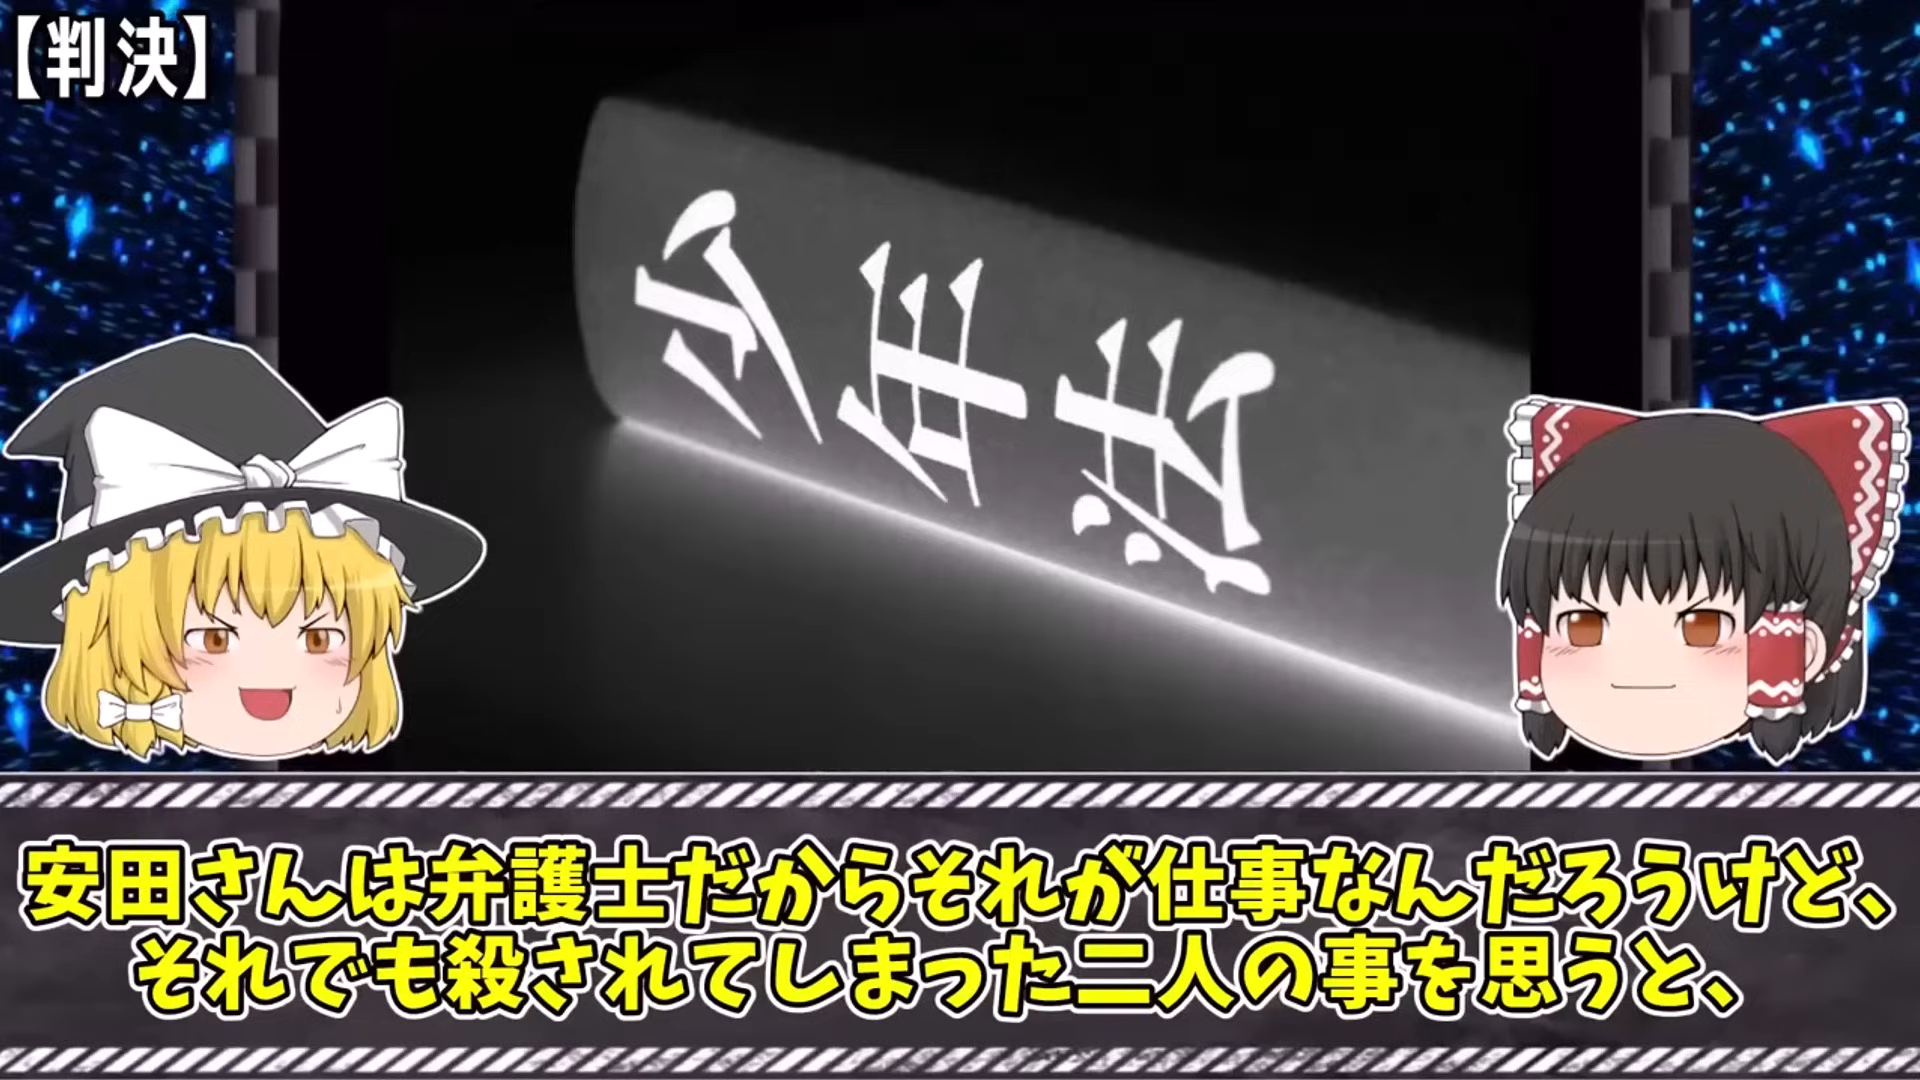 【判決】
少年法
安田さんは弁護士だからそれが仕事なんだろうけど、
それでも殺されてしまった二人の事を思うと、